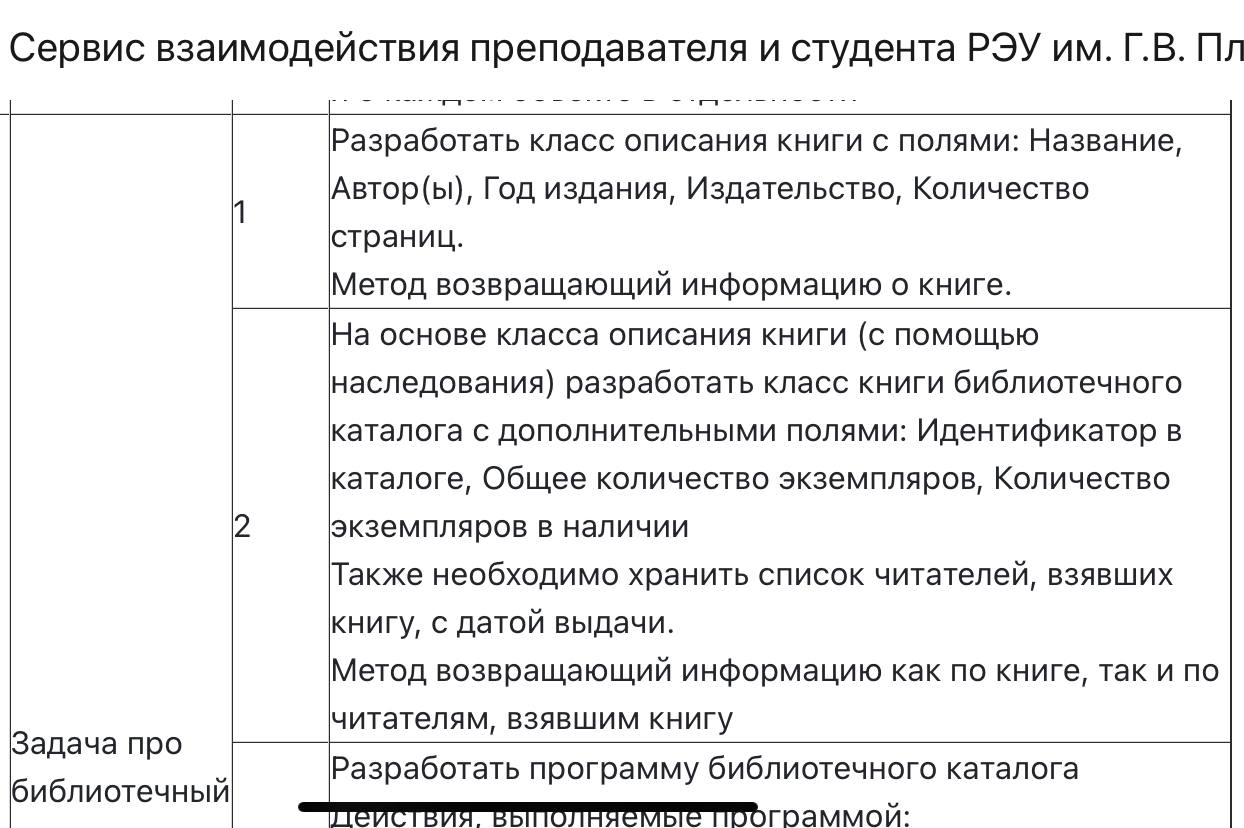 Сервис взаимодействия преподавателя и студента РЭУ им. Г.В.
Разработать класс описания книги с полями: Название,
Автор(ы), Год издания, Издательство, Количество
страниц.
Метод возвращающий информацию о книге.
1
На основе класса описания книги (с помощью
наследования) разработать класс книги библиотечного
каталога с дополнительными полями: Идентификатор в
каталоге, Общее количество экземпляров, Количество
экземпляров в наличии
Также необходимо хранить список читателей, взявших
книгу, с датой выдачи.
Метод возвращающий информацию как по книге, так и по
читателям, взявшим книгу
2
Задача про
библиотечный
Разработать программу библиотечного каталога
Действия, выполняемые программой: